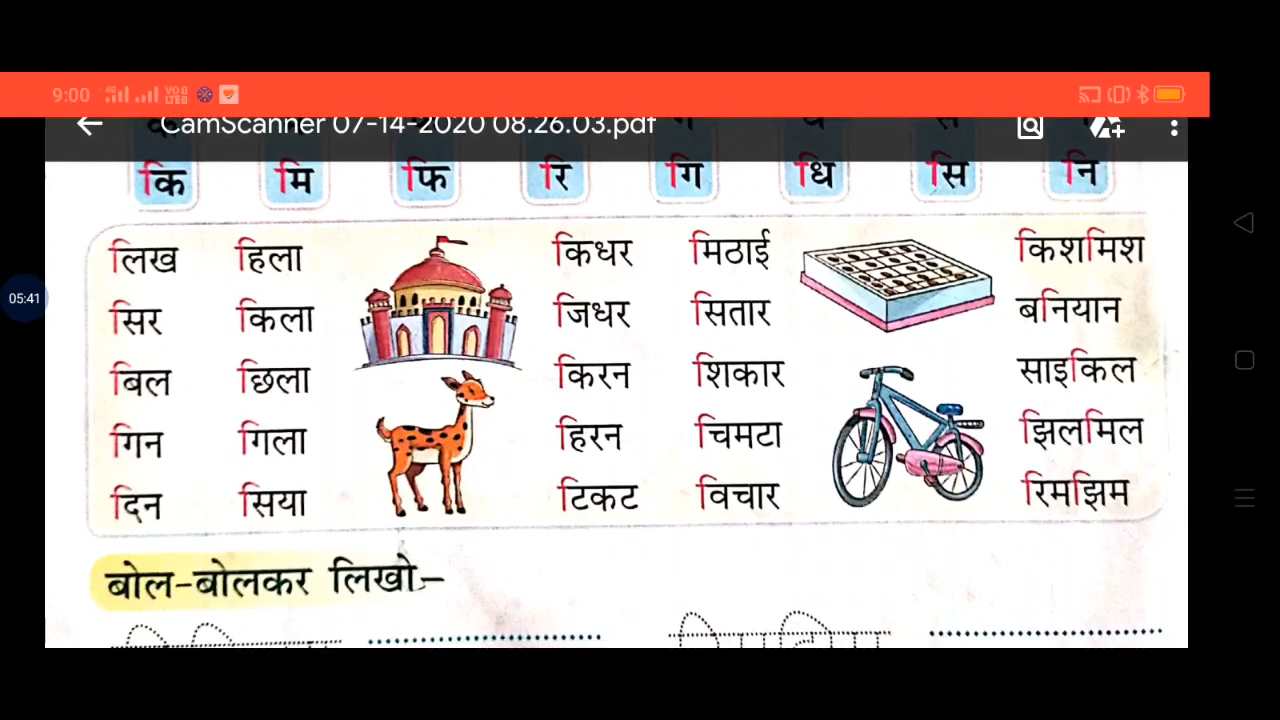 9:00
CamScanner 07-14-2020 08.26.03.pdf
कि मि फि रि गि धि सि नि
लिख हिला किधर मिठाई किशमिश
सिर किला जिधर सितार बनियान
05:41
बिल छिला किरन शिकार साइकिल
गिन गिला हिरन चिमटा झिलमिल
दिन सिया टिकट विचार रिमझिम
बोल-बोलकर लिखो-